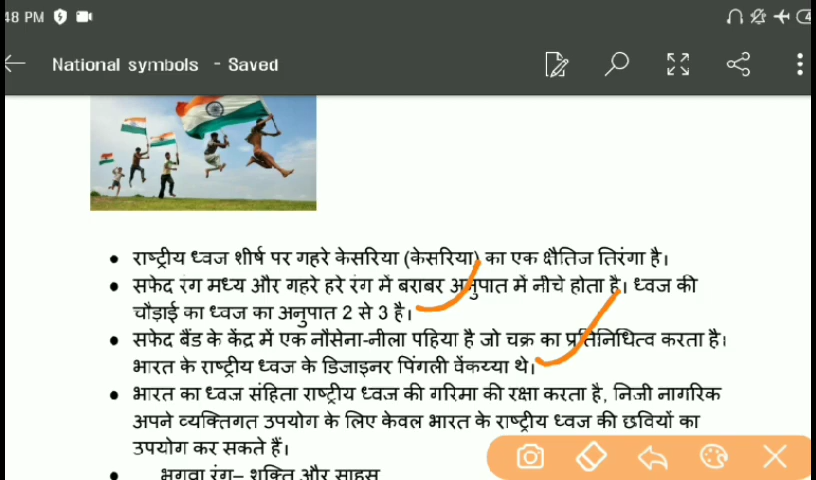 48 PM
National symbols - Saved
राष्ट्रीय ध्वज शीर्ष पर गहरे केसरिया (केसरिया) का एक क्षैतिज तिरंगा है।
सफेद रंग मध्य और गहरे हरे रंग में बराबर अनुपात में नीचे होता है। ध्वज की
चौड़ाई का ध्वज का अनुपात 2 से 3 है।
सफेद बैंड के केंद्र में एक नौसेना-नीला पहिया है जो चक्र का प्रतिनिधित्व करता है।
भारत के राष्ट्रीय ध्वज के डिजाइनर पिंगली वेंकय्या थे।
भारत का ध्वज संहिता राष्ट्रीय ध्वज की गरिमा की रक्षा करता है, निजी नागरिक
अपने व्यक्तिगत उपयोग के लिए केवल भारत के राष्ट्रीय ध्वज की छवियों का
उपयोग कर सकते हैं।
भगवा रंग– शक्ति और साहस